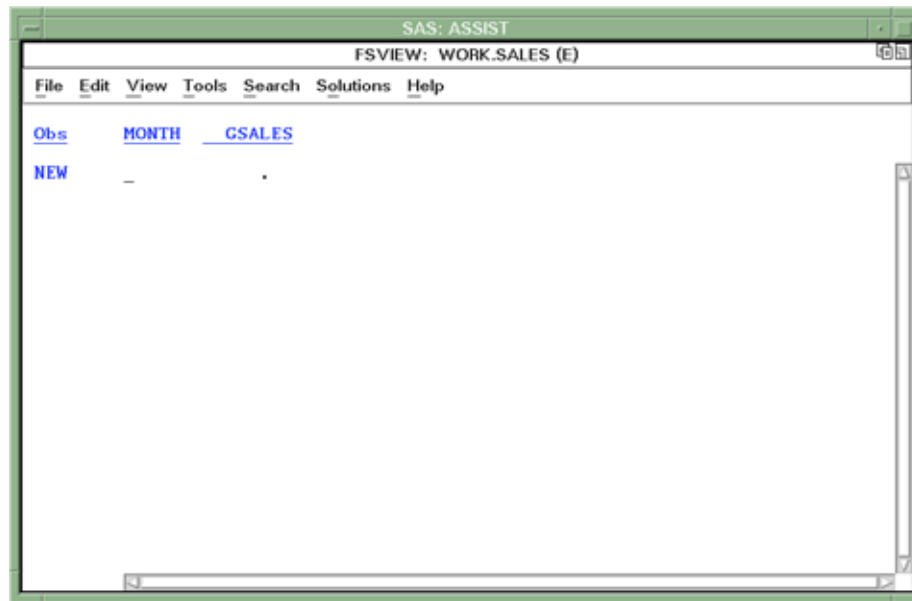 SAS: ASSIST
FSVIEW: WORK.SALES (E)
File Edit View Tools Search Solutions Help
Obs MONTH GSALES
NEW _ .